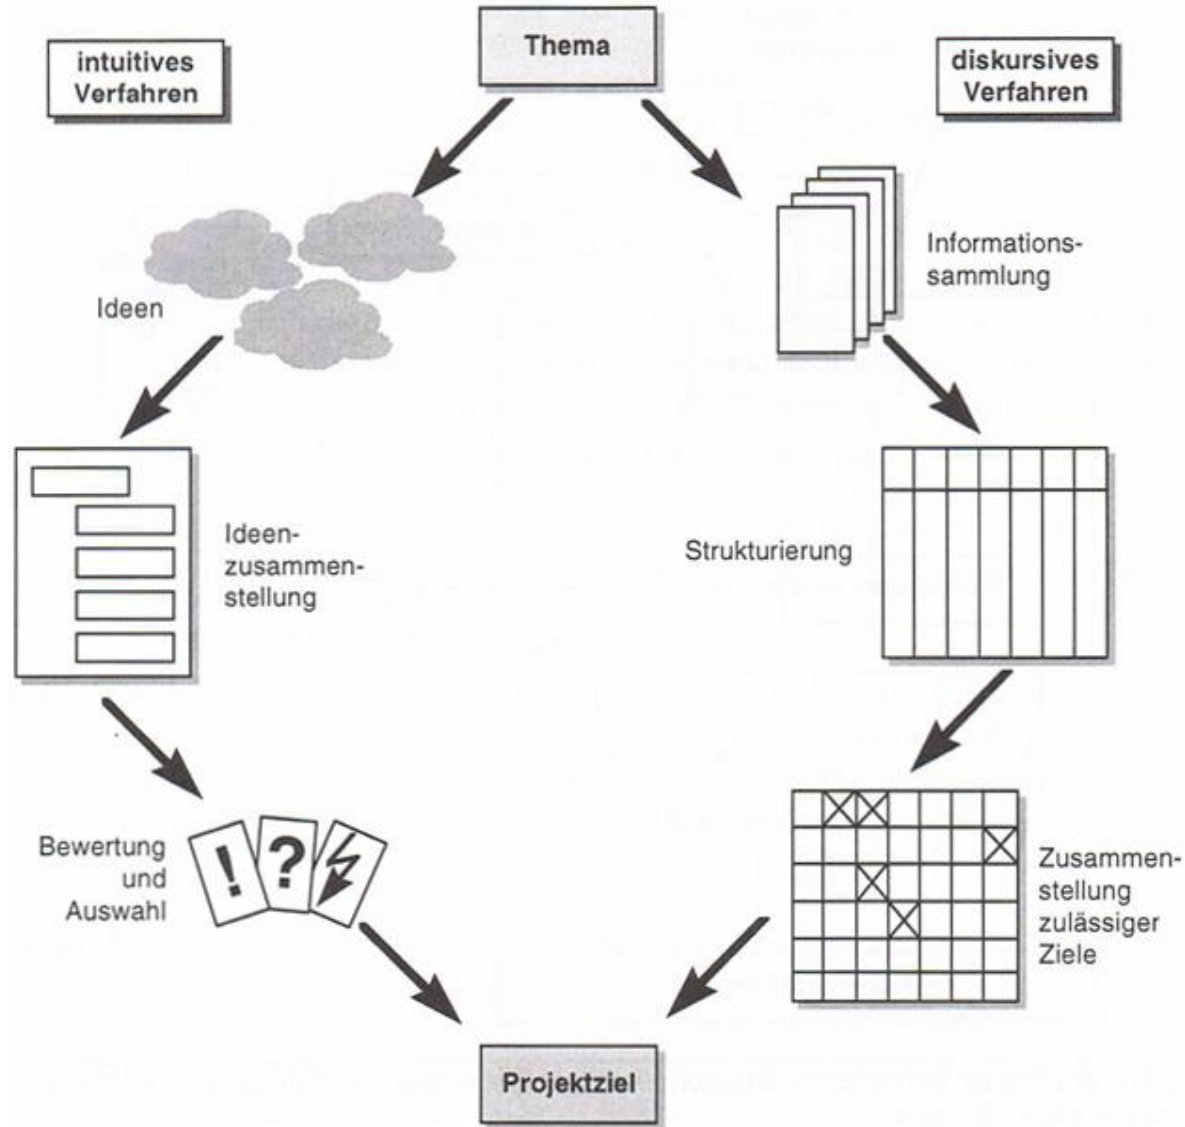 Thema
intuitives
Verfahren
diskursives
Verfahren
Ideen
Informations-
sammlung
Ideen-
zusammen-
stellung
Strukturierung
Bewertung
und
Auswahl
!
?
Zusammen-
stellung
zulässiger
Ziele
Projektziel